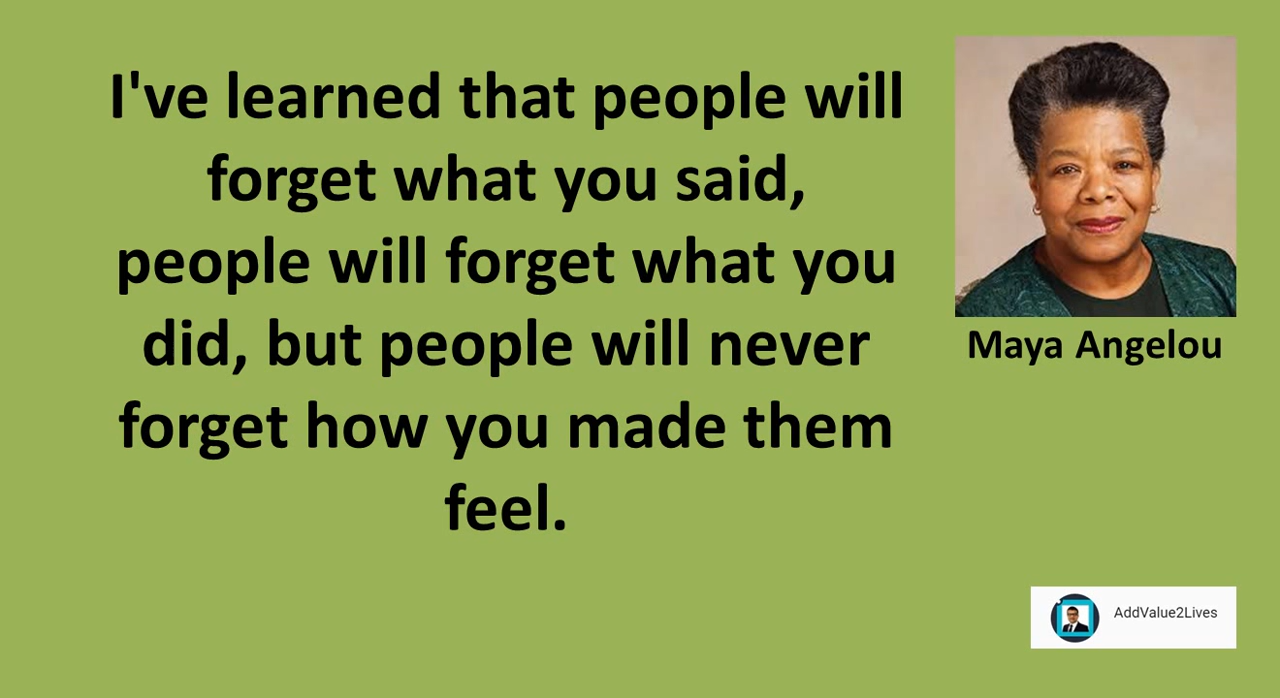 I've learned that people will
forget what you said,
people will forget what you
did, but people will never
forget how you made them
feel.
Maya Angelou
AddValue2Lives